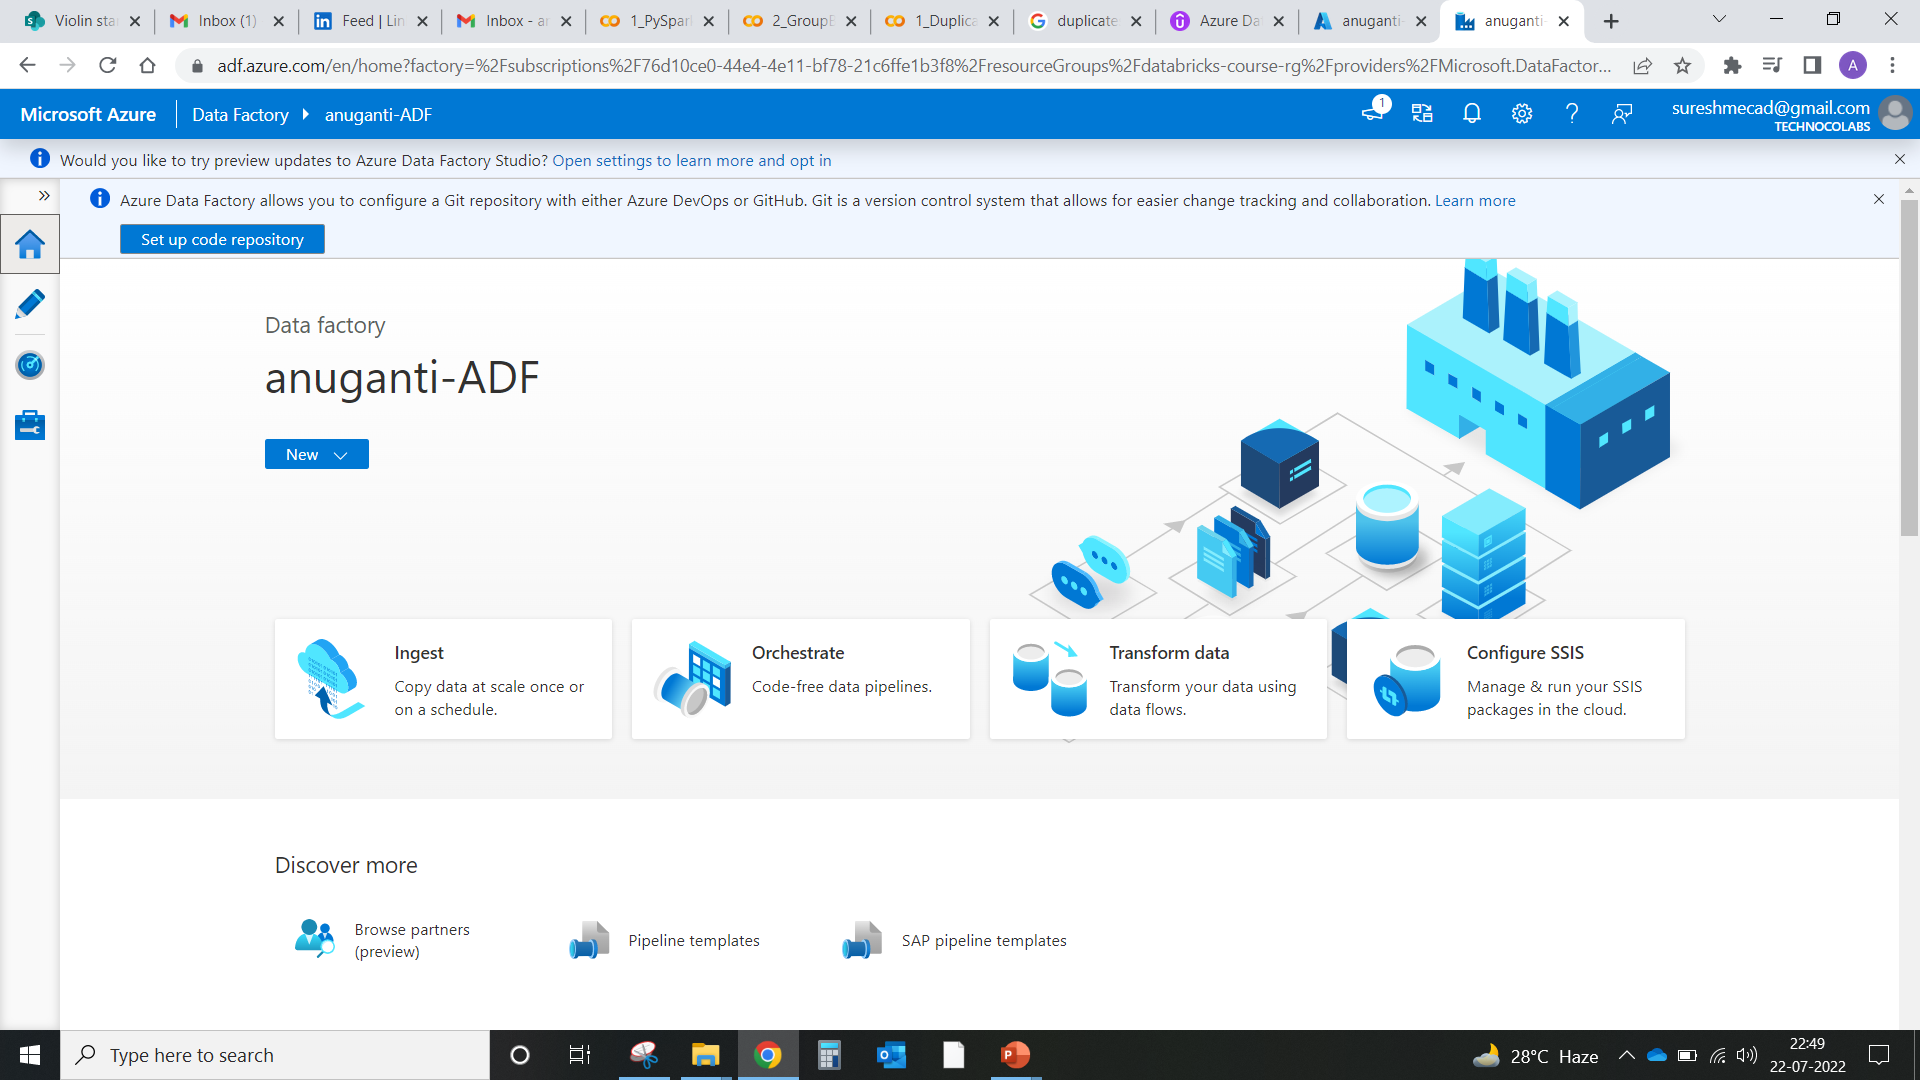 Violin sta
Inbox (1)
Feed | Lin
Inbox - a
1_PySpar
2_GroupB
1_Duplica
duplicate
Azure Da
anuganti-
anuganti-
adf.azure.com/en/home?factory=%2Fsubscriptions%2F76d10ce0-44e4-4e11-bf78-21c6ffe1b3f8%2FresourceGroups%2Fdatabricks-course-rg%2Fproviders%2FMicrosoft.DataFactor...
A
Microsoft Azure
Data Factory
anuganti-ADF
1
sureshmecad@gmail.com
TECHNOCOLABS
Would you like to try preview updates to Azure Data Factory Studio? Open settings to learn more and opt in
Azure Data Factory allows you to configure a Git repository with either Azure DevOps or GitHub. Git is a version control system that allows for easier change tracking and collaboration. Learn more
Set up code repository
Data factory
anuganti-ADF
New
Ingest
Copy data at scale once or
on a schedule.
Orchestrate
Code-free data pipelines.
Transform data
Transform your data using
data flows.
Configure SSIS
Manage & run your SSIS
packages in the cloud.
Discover more
Browse partners
(preview)
Pipeline templates
SAP pipeline templates
Type here to search
28°C Haze
22:49
22-07-2022